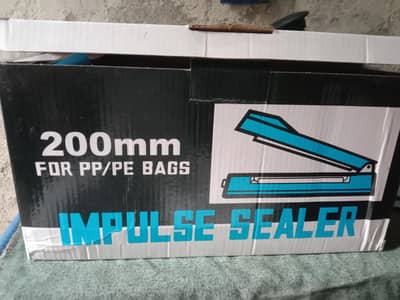 200mm
FOR PP/PE BAGS
IMPULSE SEALER